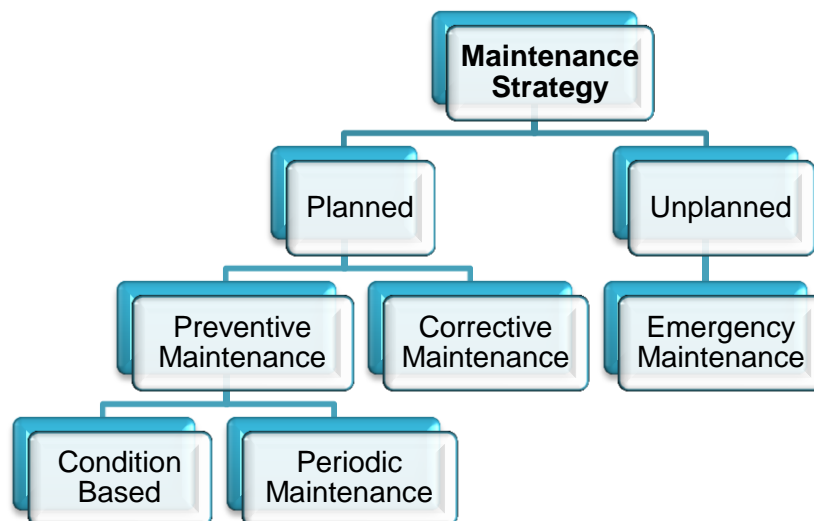 Maintenance
Strategy
Planned
Unplanned
Preventive
Maintenance
Corrective
Maintenance
Emergency
Maintenance
Condition
Based
Periodic
Maintenance